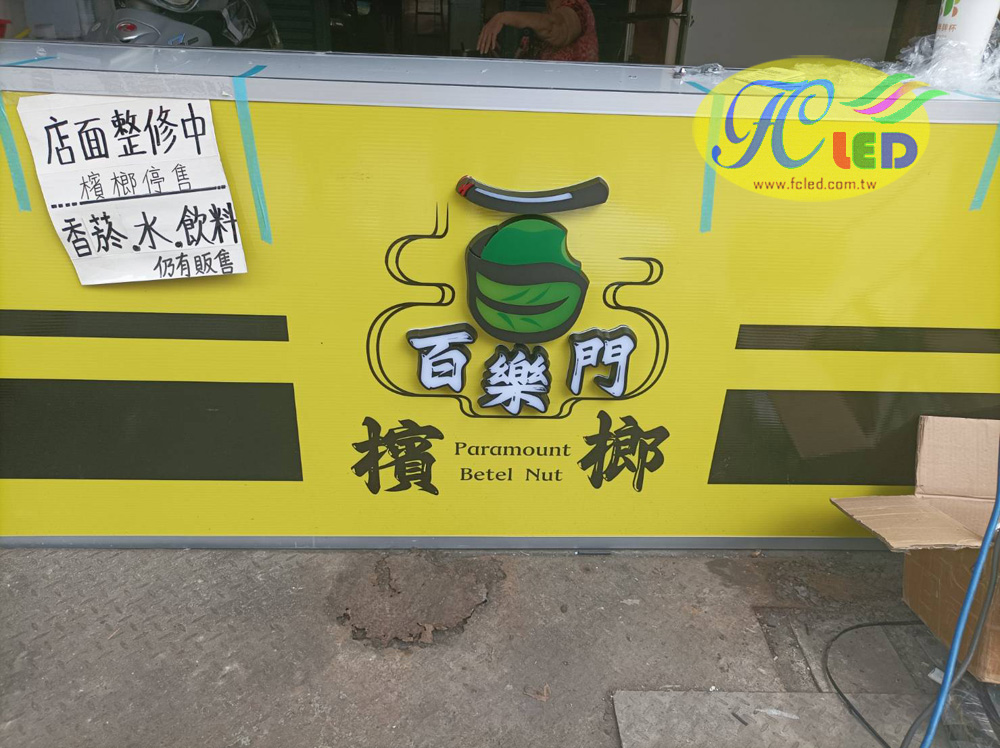 店面整修中
檳榔停售
香菸.水.飲料
仍有販售
FC LED
www.fcled.com.tw
百樂門
檳榔
Paramount
Betel Nut